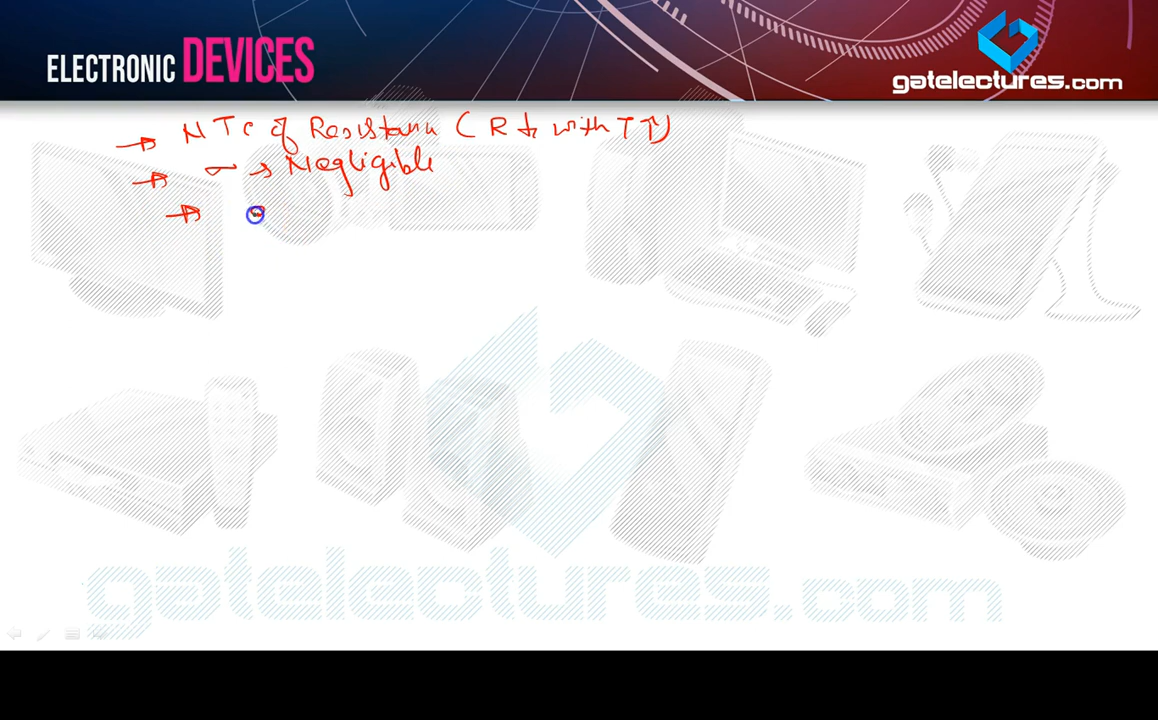 ELECTRONIC DEVICES
gatelectures.com
→ NTC of Resistance (R ↓ with T ↑)
→ σ → Negligible
→
gatelectures.com